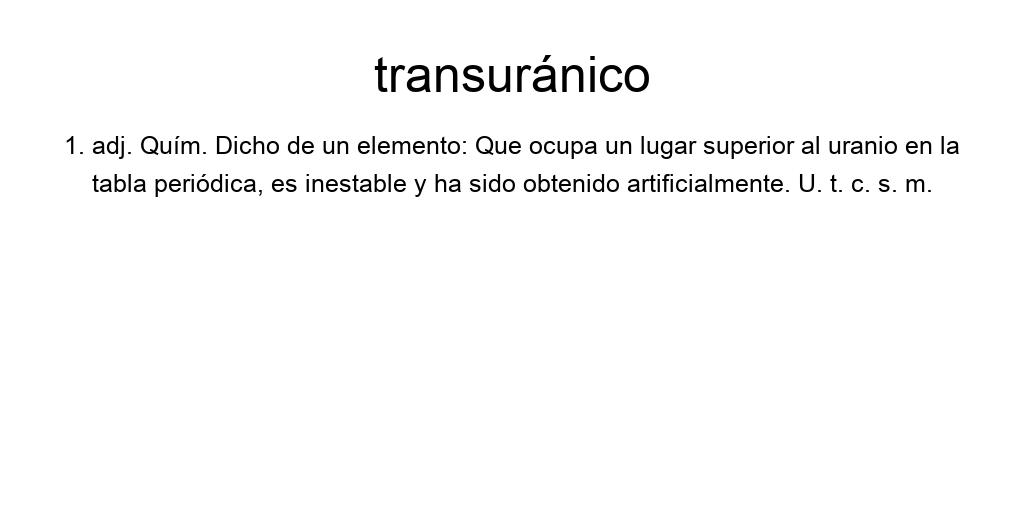 transuránico
1. adj. Quím. Dicho de un elemento: Que ocupa un lugar superior al uranio en la
tabla periódica, es inestable y ha sido obtenido artificialmente. U. t. c. s. m.